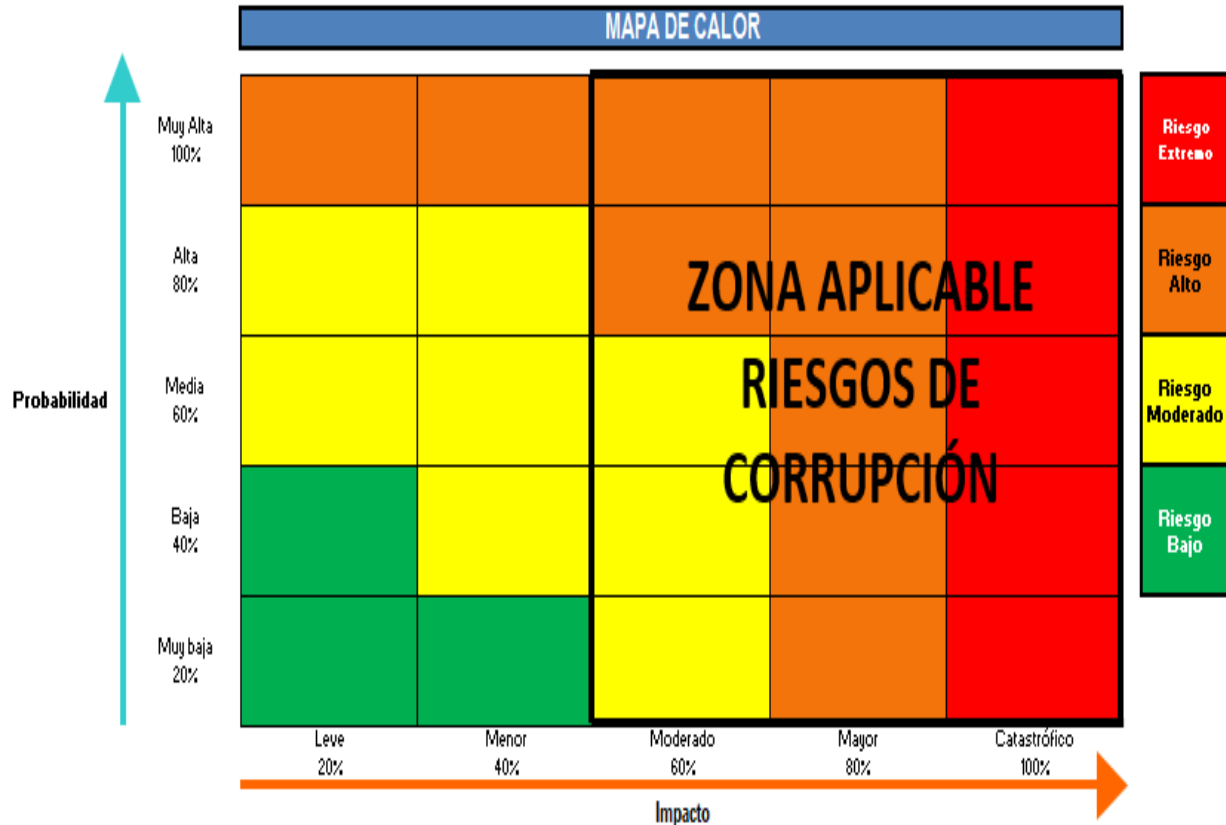 MAPA DE CALOR
Muy Alta
100%
Alta
80%
Probabilidad
Media
60%
Baja
40%
Muy baja
20%
ZONA APLICABLE
RIESGOS DE
CORRUPCIÓN
Riesgo
Extremo
Riesgo
Alto
Riesgo
Moderado
Riesgo
Bajo
Leve
20%
Menor
40%
Moderado
60%
Mayor
80%
Catastrófico
100%
Impacto